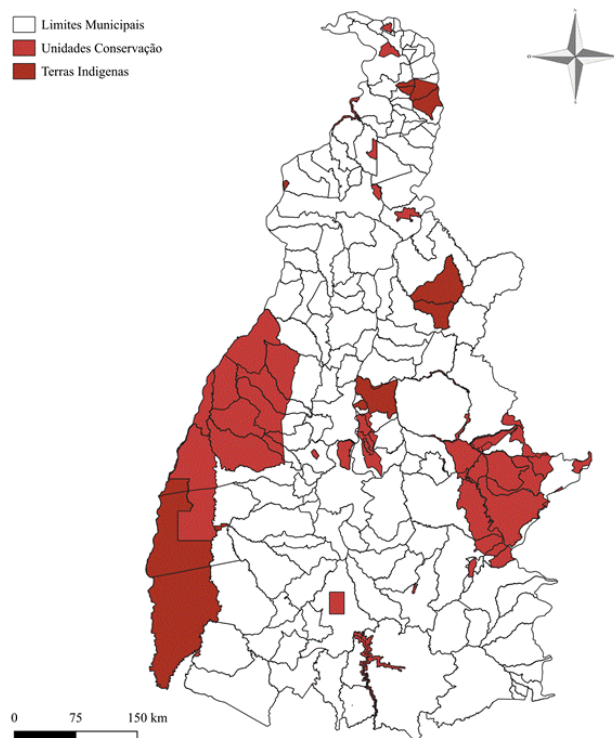 Limites Municipais
Unidades Conservação
Terras Indigenas
N
O
E
S
0 75 150 km